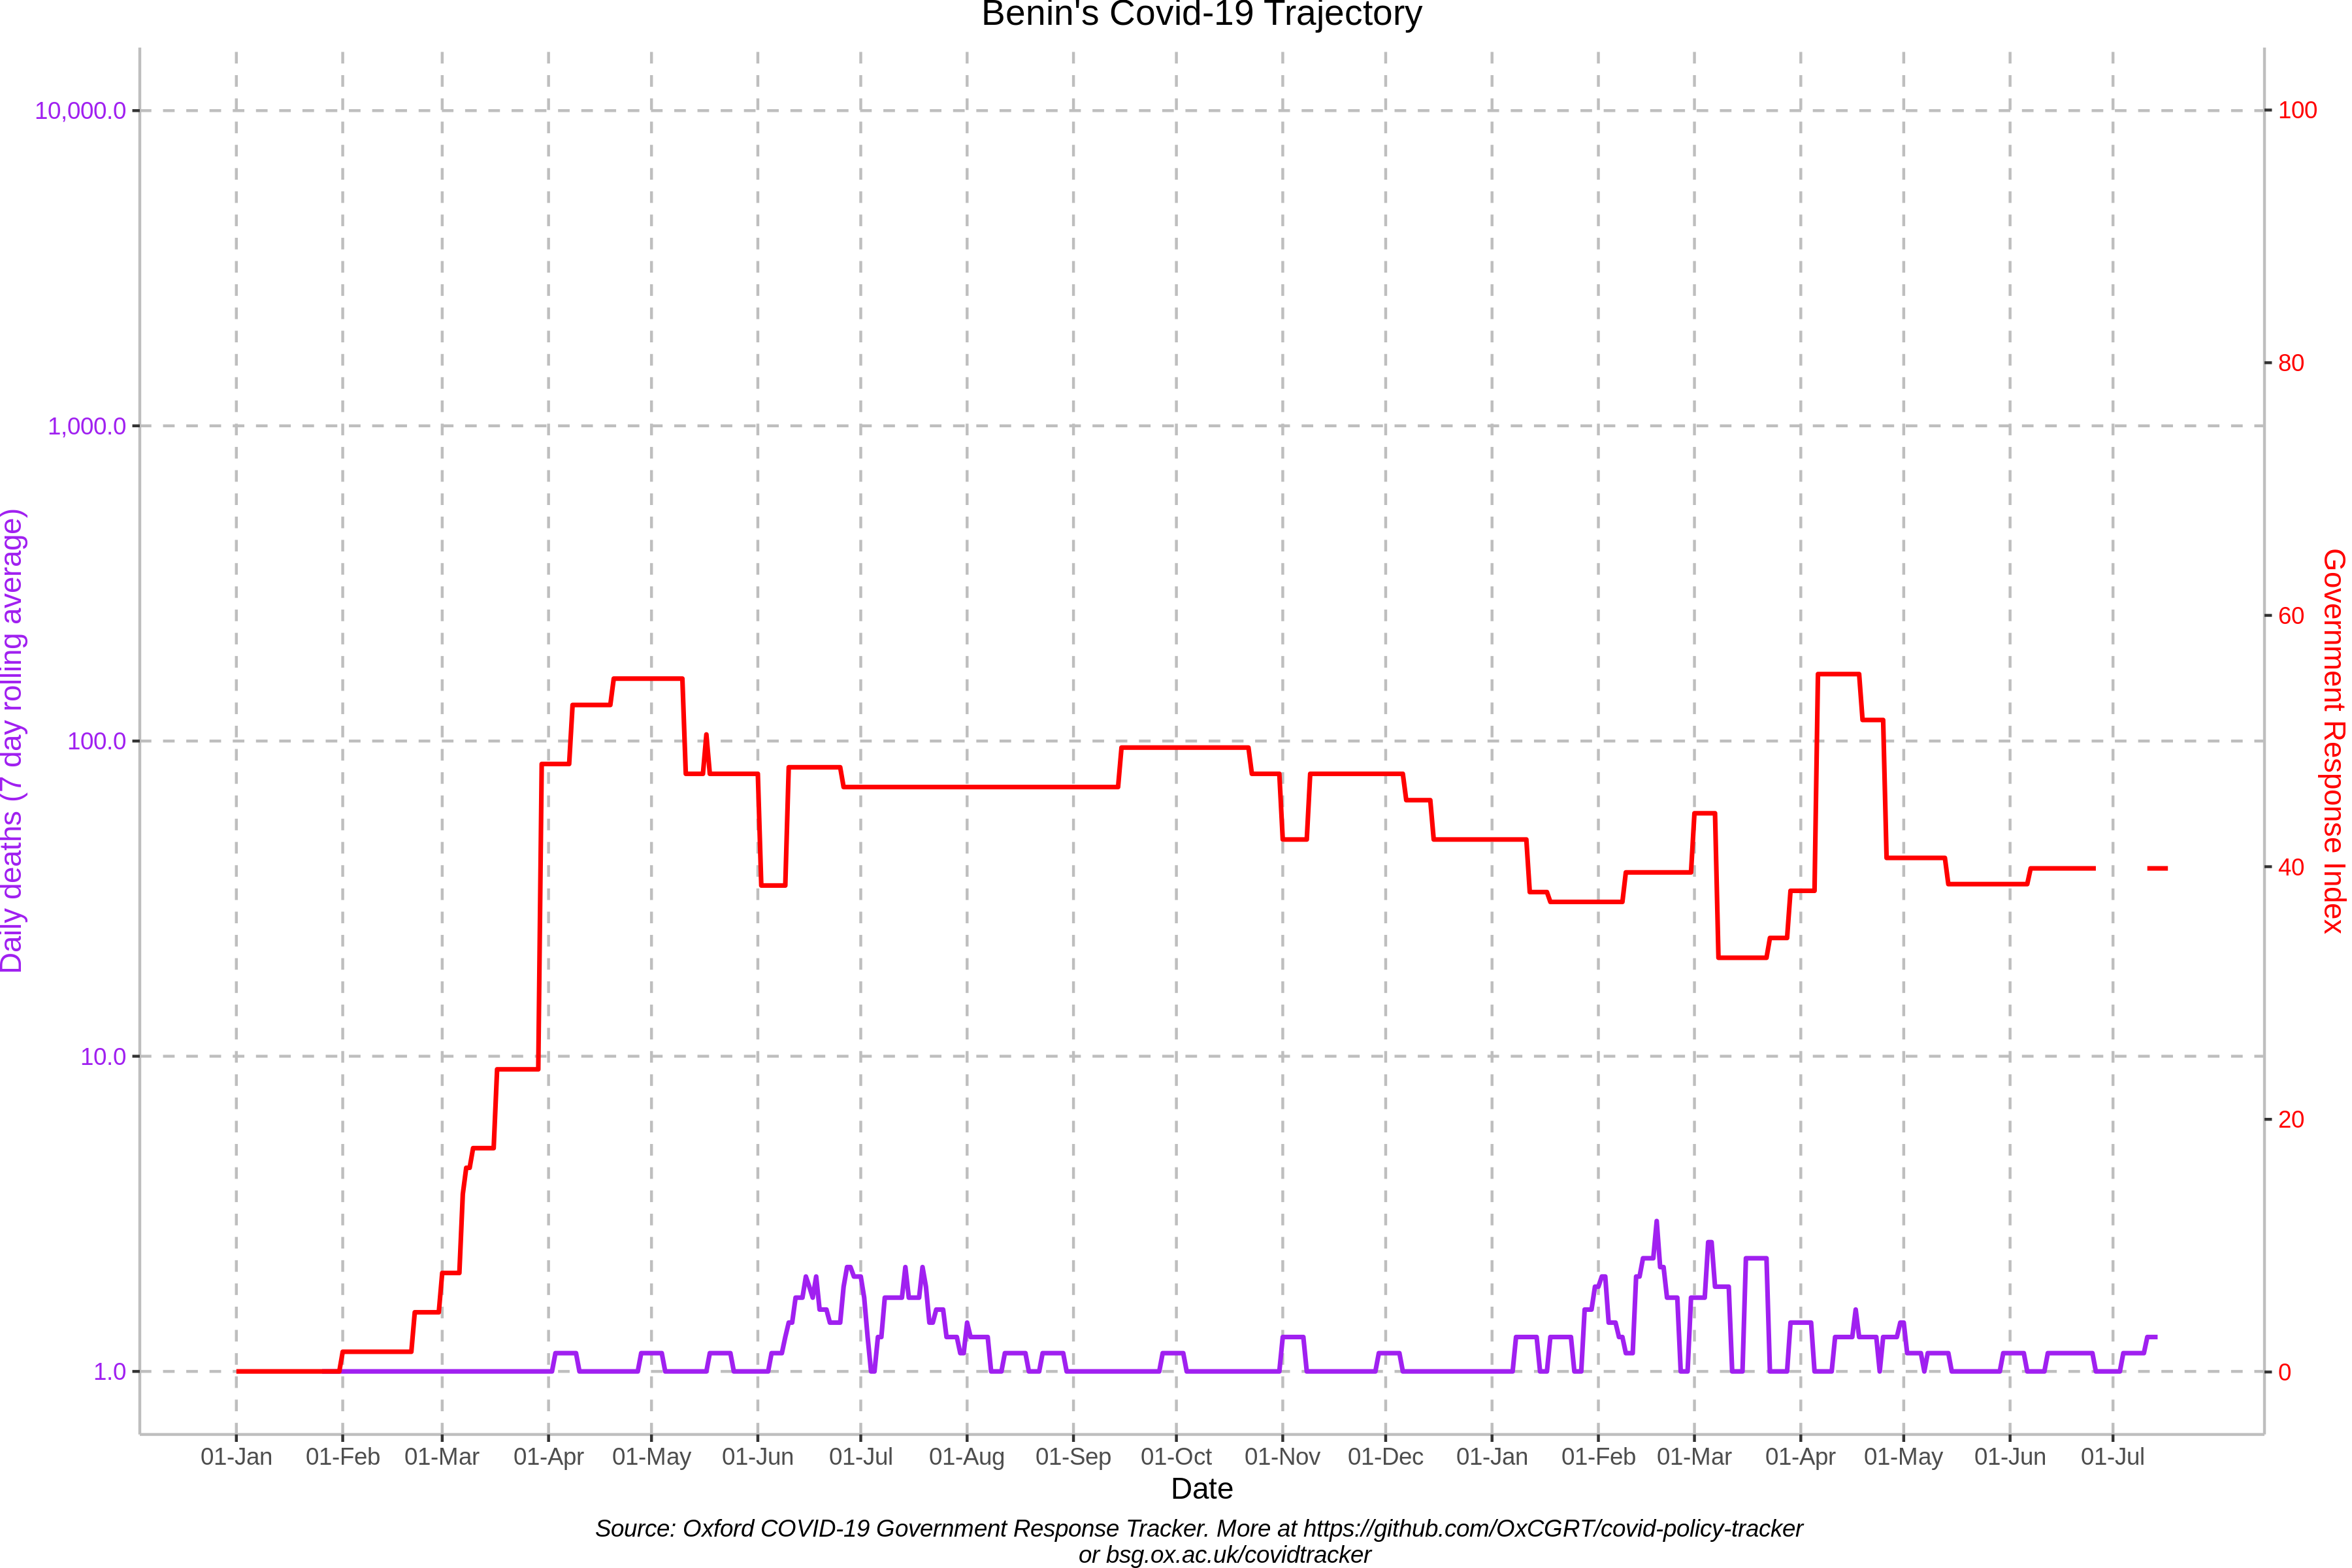 Benin's Covid-19 Trajectory
10,000.0
1,000.0
100.0
10.0
1.0
Daily deaths (7 day rolling average)
100
80
60
40
20
0
Government Response Index
01-Jan 01-Feb 01-Mar 01-Apr 01-May 01-Jun 01-Jul 01-Aug 01-Sep 01-Oct 01-Nov 01-Dec 01-Jan 01-Feb 01-Mar 01-Apr 01-May 01-Jun 01-Jul
Date
Source: Oxford COVID-19 Government Response Tracker. More at https://github.com/OxCGRT/covid-policy-tracker
or bsg.ox.ac.uk/covidtracker